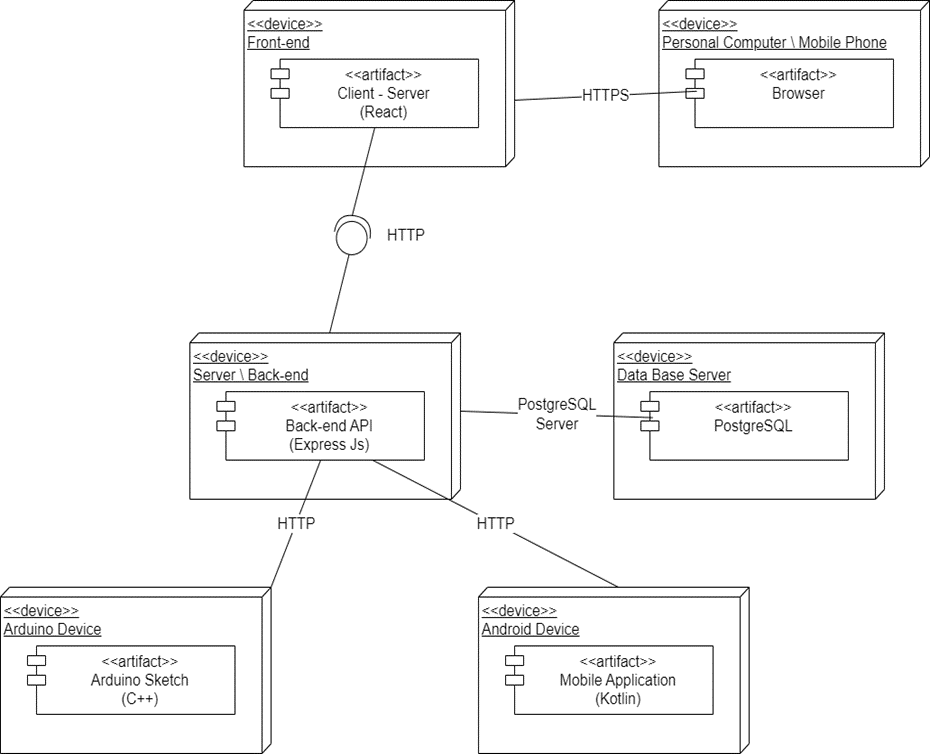 <<device>>
Front-end
<<artifact>>
Client - Server
(React)
HTTPS
<<device>>
Personal Computer \ Mobile Phone
<<artifact>>
Browser
HTTP
<<device>>
Server \ Back-end
<<artifact>>
Back-end API
(Express Js)
PostgreSQL
Server
<<device>>
Data Base Server
<<artifact>>
PostgreSQL
HTTP
HTTP
<<device>>
Arduino Device
<<artifact>>
Arduino Sketch
(C++)
<<device>>
Android Device
<<artifact>>
Mobile Application
(Kotlin)